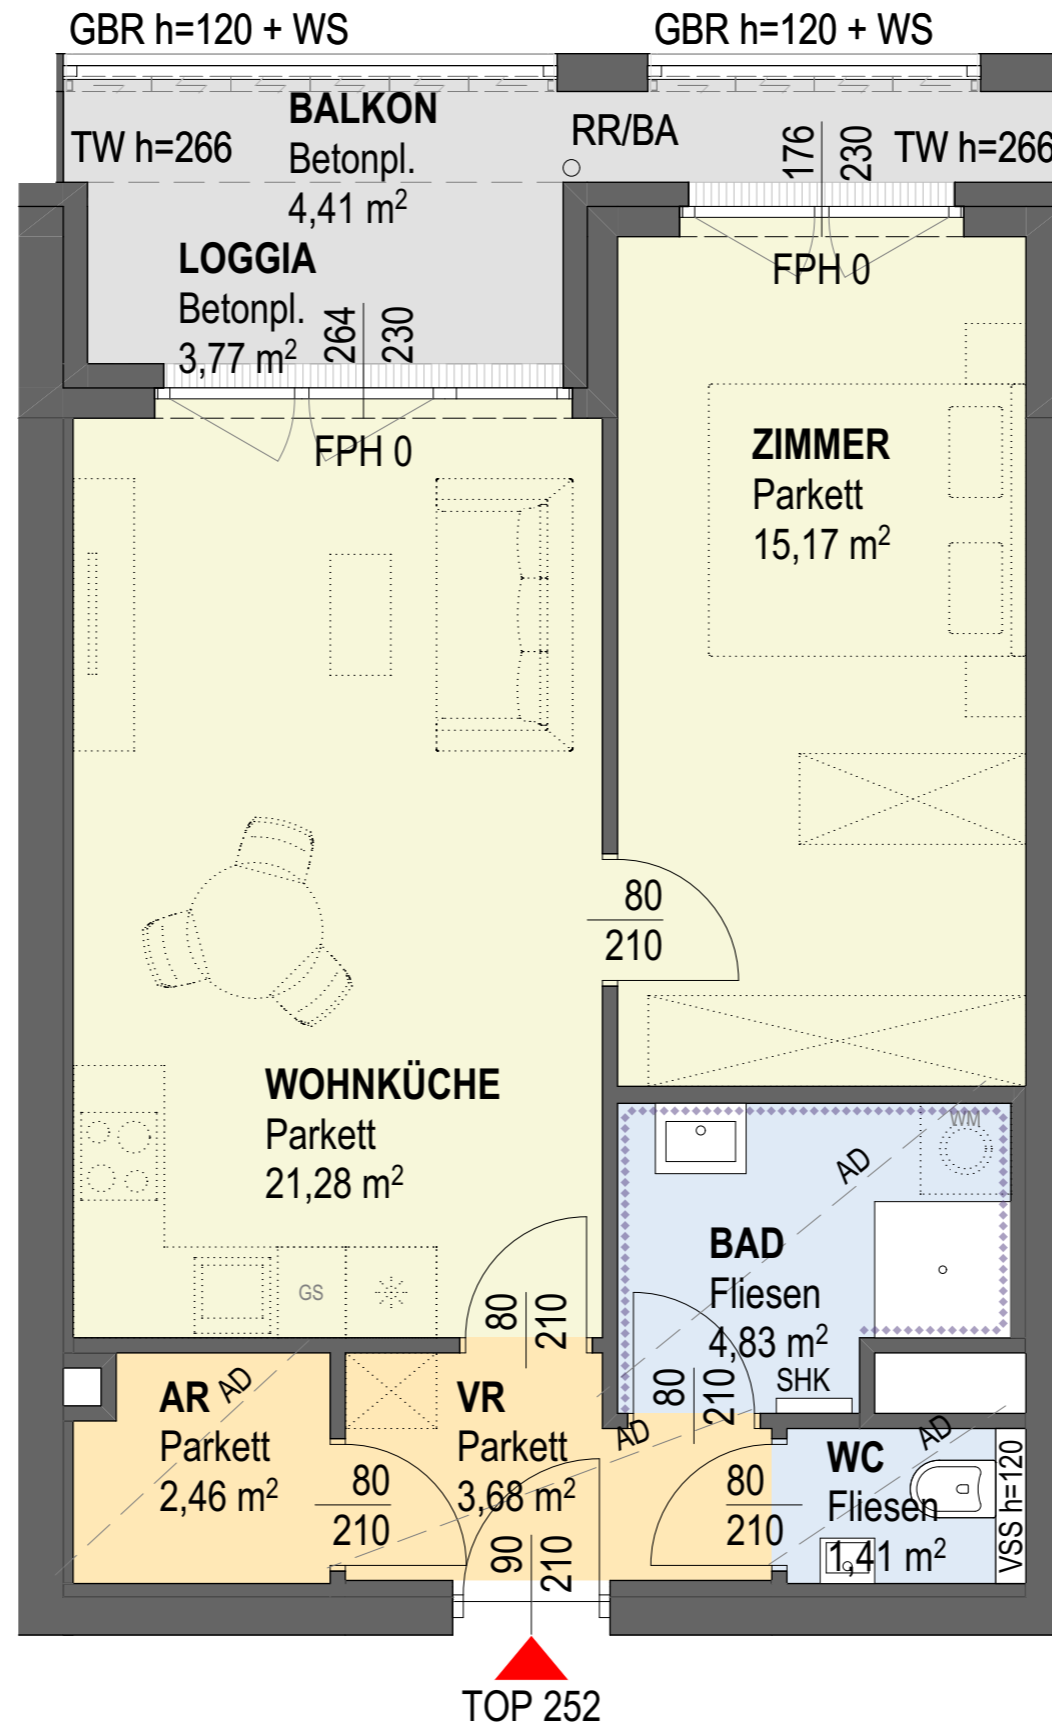 GBR h=120 + WS
GBR h=120 + WS
BALKON
Betonpl.
4,41 m²
TW h=266
RR/BA
176
230
TW h=266
LOGGIA
Betonpl.
3,77 m²
264
230
FPH 0
FPH 0
ZIMMER
Parkett
15,17 m²
80
210
WOHNKÜCHE
Parkett
21,28 m²
GS
80
210
WM
AD
BAD
Fliesen
4,83 m²
SHK
80
210
AR
Parkett
2,46 m²
AD
80
210
VR
Parkett
3,68 m²
AD
90
210
80
210
WC
Fliesen
1,41 m²
AD
VSS h=120
TOP 252